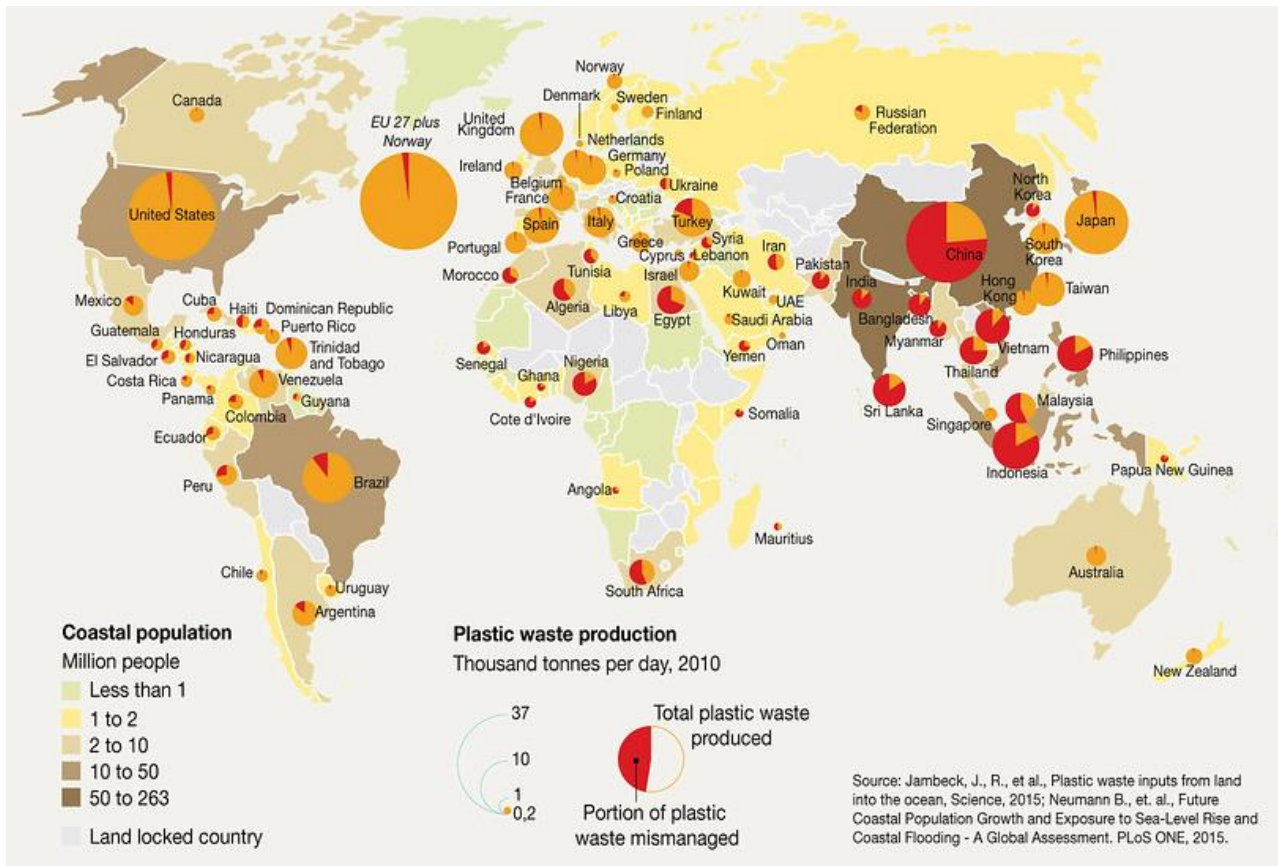 Canada
EU 27 plus
Norway
United States
Norway
Denmark
Sweden
Finland
United
Kingdom
Netherlands
Ireland
Germany
Poland
Belgium
Ukraine
France
Croatia
Spain
Italy
Turkey
Portugal
Greece
Syria
Cyprus
Lebanon
Morocco
Tunisia
Israel
Iran
Algeria
Libya
Egypt
Kuwait
UAE
Saudi Arabia
Oman
Yemen
Russian
Federation
North
Korea
Japan
China
South
Korea
Pakistan
India
Hong
Kong
Taiwan
Bangladesh
Myanmar
Vietnam
Thailand
Philippines
Sri Lanka
Malaysia
Singapore
Indonesia
Papua New Guinea
Mexico
Cuba
Haiti
Dominican Republic
Puerto Rico
Guatemala
Honduras
Trinidad
and Tobago
El Salvador
Nicaragua
Costa Rica
Venezuela
Panama
Guyana
Colombia
Ecuador
Peru
Brazil
Chile
Uruguay
Argentina
Senegal
Nigeria
Ghana
Cote d'Ivoire
Somalia
Angola
Mauritius
South Africa
Australia
New Zealand
Coastal population
Million people
Less than 1
1 to 2
2 to 10
10 to 50
50 to 263
Land locked country
Plastic waste production
Thousand tonnes per day, 2010
37
10
1
0,2
Total plastic waste
produced
Portion of plastic
waste mismanaged
Source: Jambeck, J., R., et al., Plastic waste inputs from land
into the ocean, Science, 2015; Neumann B., et. al., Future
Coastal Population Growth and Exposure to Sea-Level Rise and
Coastal Flooding - A Global Assessment. PLoS ONE, 2015.